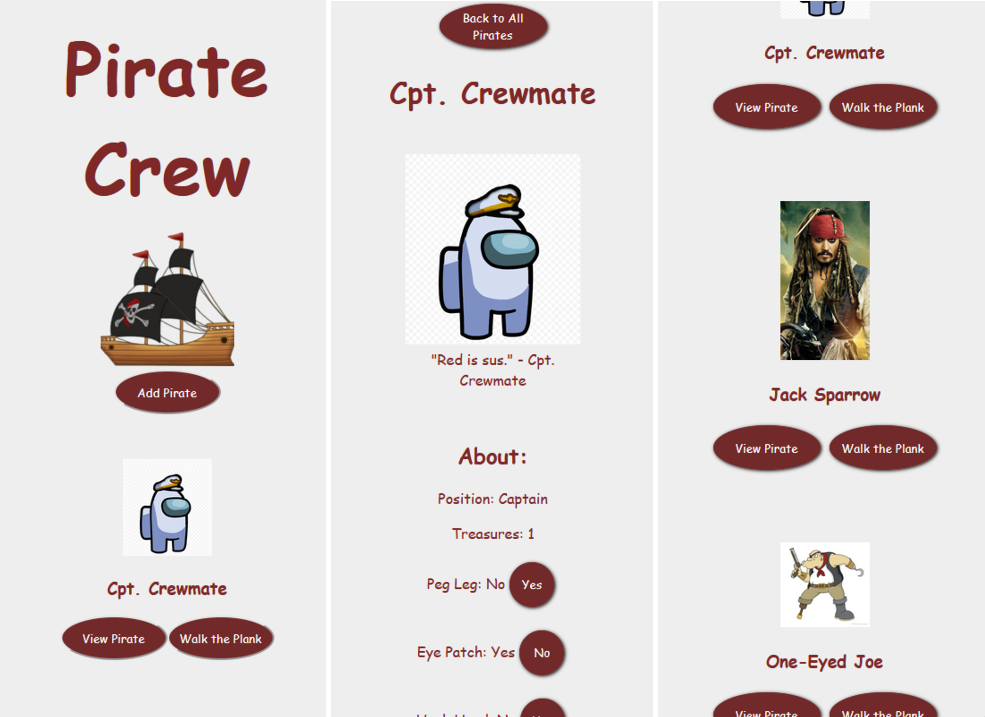 Pirate
Crew
Add Pirate
Cpt. Crewmate
View Pirate
Walk the Plank
Back to All
Pirates
Cpt. Crewmate
"Red is sus." - Cpt.
Crewmate
About:
Position: Captain
Treasures: 1
Peg Leg: No
Yes
Eye Patch: Yes
No
Cpt. Crewmate
View Pirate
Walk the Plank
Jack Sparrow
View Pirate
Walk the Plank
One-Eyed Joe
View Pirate
Walk the Plank